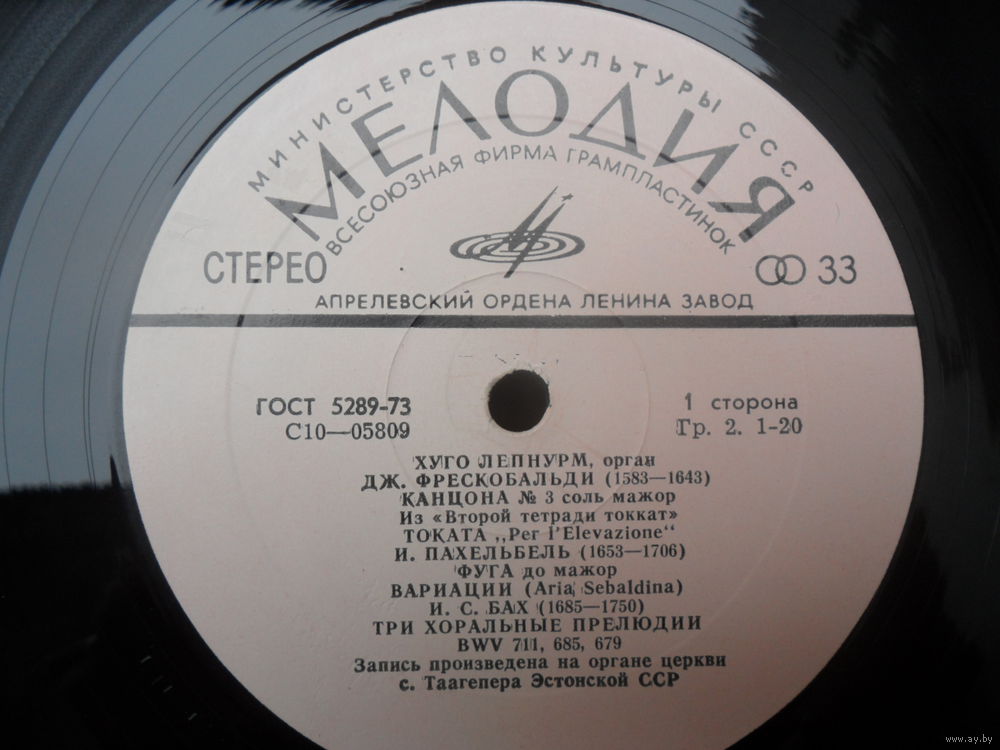 МИНИСТЕРСТВО КУЛЬТУРЫ СССР
МЕЛОДИЯ
ВСЕСОЮЗНАЯ ФИРМА ГРАМПЛАСТИНОК
СТЕРЕО
33
АПРЕЛЕВСКИЙ ОРДЕНА ЛЕНИНА ЗАВОД
ГОСТ 5289-73
С10—05809
1 сторона
Гр. 2. 1-20
ХУГО ЛЕПНУРМ, орган
ДЖ. ФРЕСКОБАЛЬДИ (1583—1643)
КАНЦОНА № 3 соль мажор
Из «Второй тетради токкат»
ТОКАТА „Per l'Elevazione“
И. ПАХЕЛЬБЕЛЬ (1653—1706)
ФУГА до мажор
ВАРИАЦИИ (Aria Sebaldina)
И. С. БАХ (1685—1750)
ТРИ ХОРАЛЬНЫЕ ПРЕЛЮДИИ
BWV 711, 685, 679
Запись произведена на органе церкви
с. Таагепера Эстонской ССР
www.ay.by